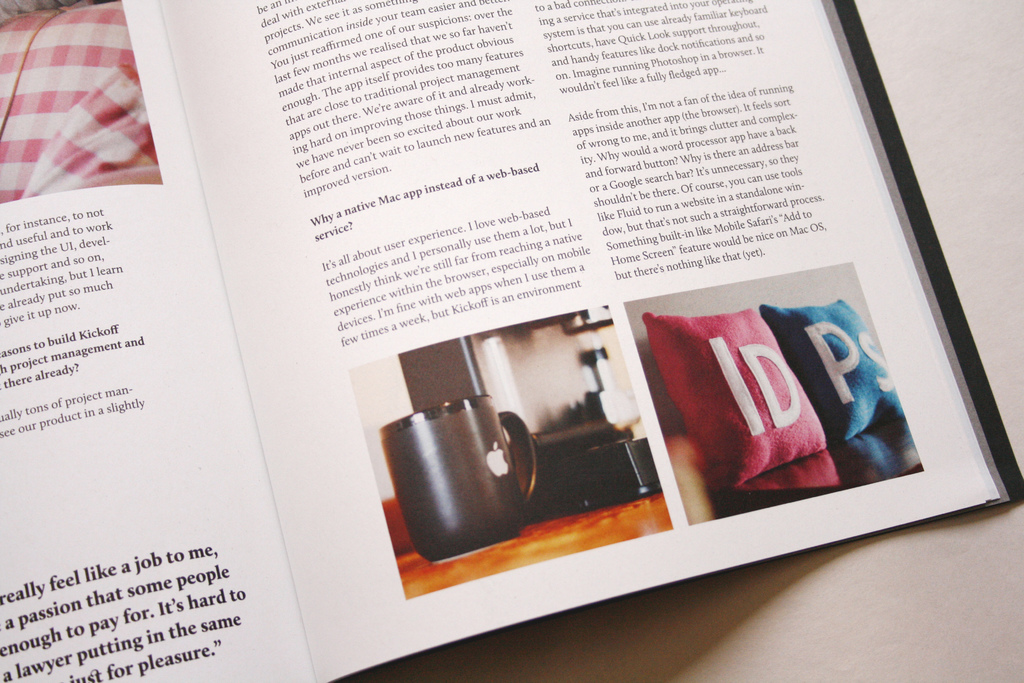 , for instance, to not
nd useful and to work
signing the UI, devel-
e support and so on,
undertaking, but I learn
e already put so much
give it up now.
easons to build Kickoff
h project management and
there already?
ually tons of project man-
see our product in a slightly
really feel like a job to me,
a passion that some people
enough to pay for. It's hard to
a lawyer putting in the same
just for pleasure."
deal with external
projects. We see it as something
communication inside your team easier and better.
You just reaffirmed one of our suspicions: over the
last few months we realised that we so far haven't
made that internal aspect of the product obvious
enough. The app itself provides too many features
that are close to traditional project management
apps out there. We're aware of it and already work-
ing hard on improving those things. I must admit,
we have never been so excited about our work
before and can't wait to launch new features and an
improved version.
Why a native Mac app instead of a web-based
service?
It's all about user experience. I love web-based
technologies and I personally use them a lot, but I
honestly think we're still far from reaching a native
experience within the browser, especially on mobile
devices. I'm fine with web apps when I use them a
few times a week, but Kickoff is an environment
to a bad connection.
ing a service that's integrated into your operating
system is that you can use already familiar keyboard
shortcuts, have Quick Look support throughout,
and handy features like dock notifications and so
on. Imagine running Photoshop in a browser. It
wouldn't feel like a fully fledged app...
Aside from this, I'm not a fan of the idea of running
apps inside another app (the browser). It feels sort
of wrong to me, and it brings clutter and complex-
ity. Why would a word processor app have a back
and forward button? Why is there an address bar
or a Google search bar? It's unnecessary, so they
shouldn't be there. Of course, you can use tools
like Fluid to run a website in a standalone win-
dow, but that's not such a straightforward process.
Something built-in like Mobile Safari's "Add to
Home Screen" feature would be nice on Mac OS,
but there's nothing like that (yet).
ID
Ps